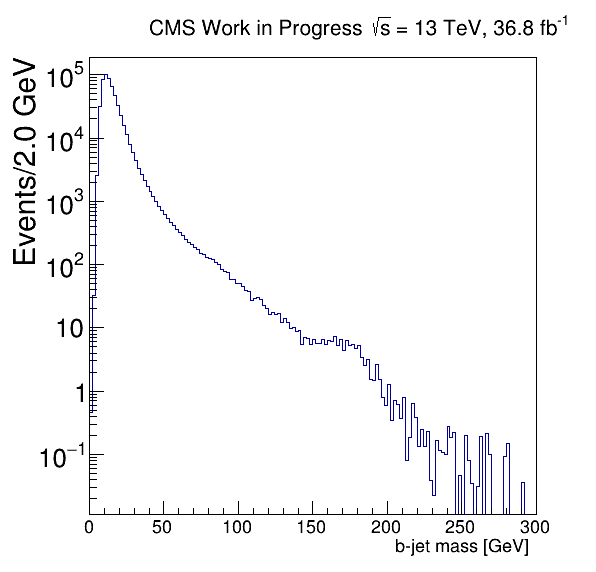 CMS Work in Progress √s = 13 TeV, 36.8 fb⁻¹
Events/2.0 GeV
10⁵
10⁴
10³
10²
10
1
10⁻¹
0 50 100 150 200 250 300
b-jet mass [GeV]